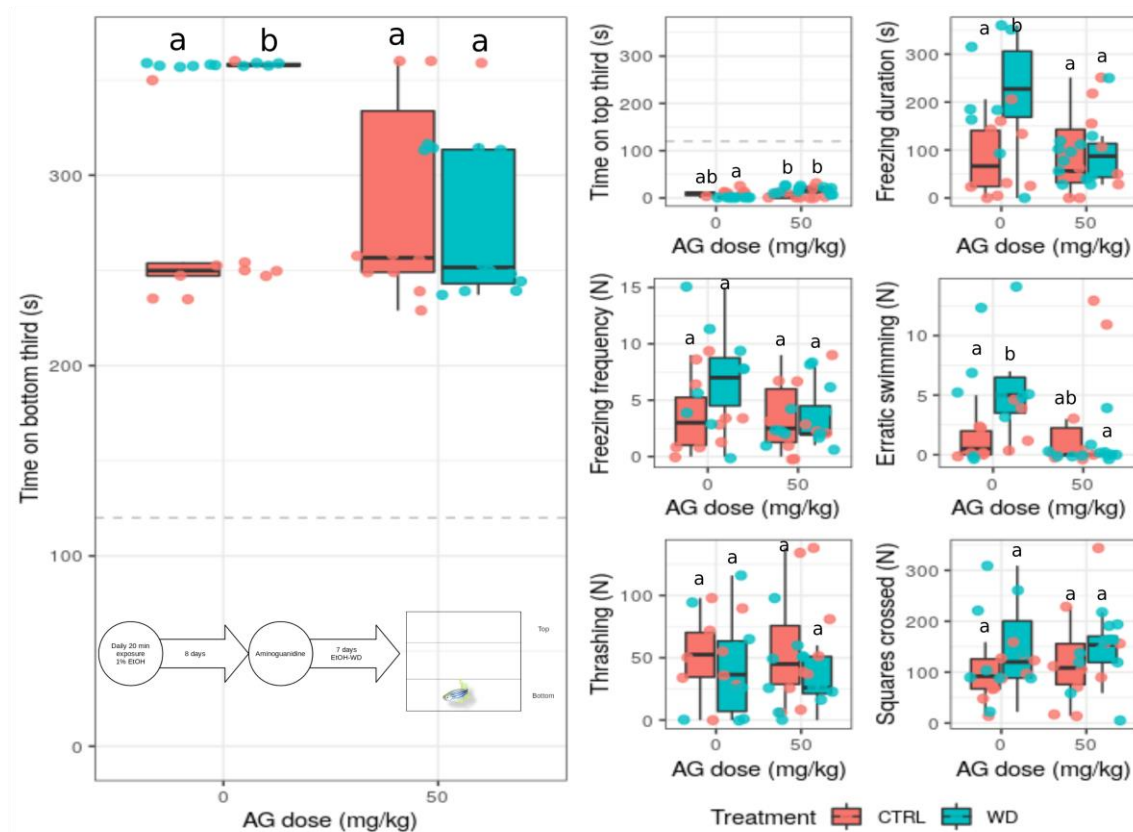 a
b
a
a
300
200
100
0
Time on bottom third (s)
0
50
AG dose (mg/kg)
Daily 20 min
exposure
1% EtOH
8 days
Aminoguanidine
7 days
EtOH-WD
Top
Bottom
300
200
100
0
Time on top third (s)
ab
a
b
b
0
50
AG dose (mg/kg)
300
200
100
0
Freezing duration (s)
a
b
a
a
0
50
AG dose (mg/kg)
15
10
5
0
Freezing frequency (N)
a
a
a
a
0
50
AG dose (mg/kg)
10
5
0
Erratic swimming (N)
a
b
ab
a
0
50
AG dose (mg/kg)
100
50
0
Thrashing (N)
a
a
a
a
0
50
AG dose (mg/kg)
300
200
100
0
Squares crossed (N)
a
a
a
a
0
50
AG dose (mg/kg)
Treatment CTRL WD